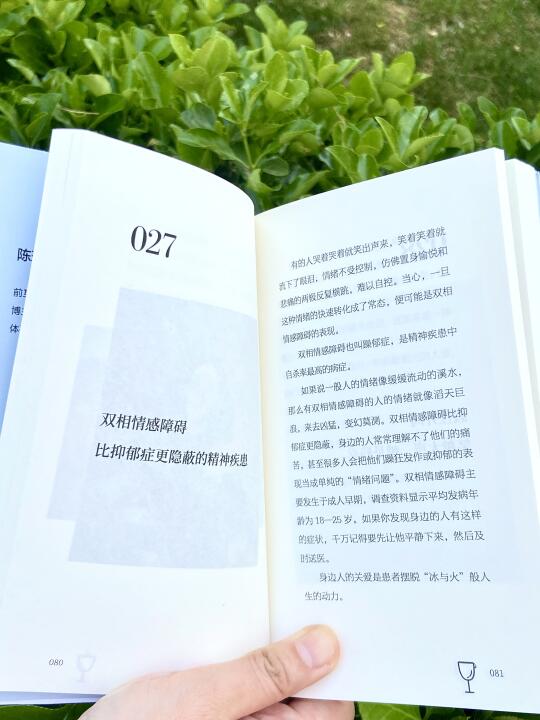 陈
前
博
体
027
双相情感障碍
比抑郁症更隐蔽的精神疾患
080
有的人哭着哭着就笑出声来，笑着笑着就
流下了眼泪，情绪不受控制，仿佛置身愉悦和
悲痛的两极反复横跳，难以自控。当心，一旦
这种情绪的快速转化成了常态，便可能是双相
情感障碍的表现。
双相情感障碍也叫躁郁症，是精神疾患中
自杀率最高的病症。
如果说一般人的情绪像缓缓流动的溪水，
那么有双相情感障碍的人的情绪就像滔天巨
浪，来去凶猛，变幻莫高。双相情感障碍比抑
郁症更隐蔽，身边的人常常理解不了他们的痛
苦，甚至很多人会把他们躁狂发作或抑郁的表
现当成单纯的“情绪问题”。双相情感障碍主
要发生于成人早期，调查资料显示平均发病年
龄为 18—25 岁。如果你发现身边的人有这样
的症状，千万记得要先让他平静下来，然后及
时送医。
身边人的关爱是患者摆脱“冰与火”般人
生的动力。
081